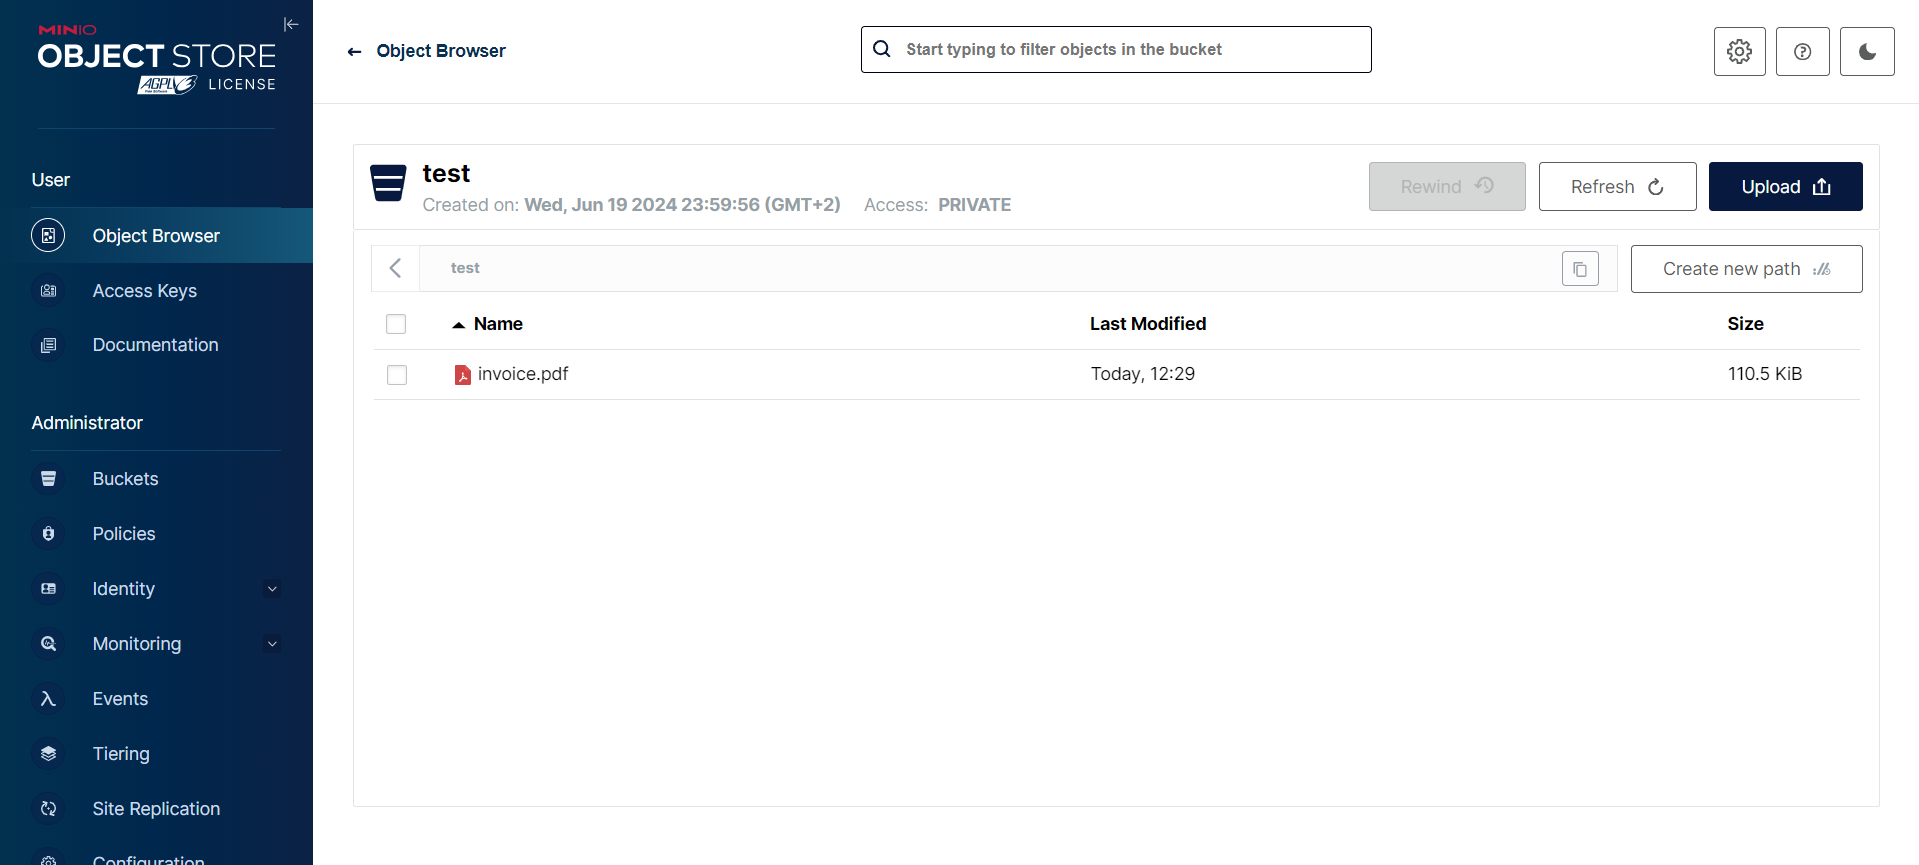 MINIO
OBJECT STORE
AGPL v3 LICENSE
User
Object Browser
Access Keys
Documentation
Administrator
Buckets
Policies
Identity
Monitoring
Events
Tiering
Site Replication
Configuration
Object Browser
Start typing to filter objects in the bucket
test
Created on: Wed, Jun 19 2024 23:59:56 (GMT+2) Access: PRIVATE
Rewind
Refresh
Upload
test
Create new path
Name Last Modified Size
invoice.pdf Today, 12:29 110.5 KiB